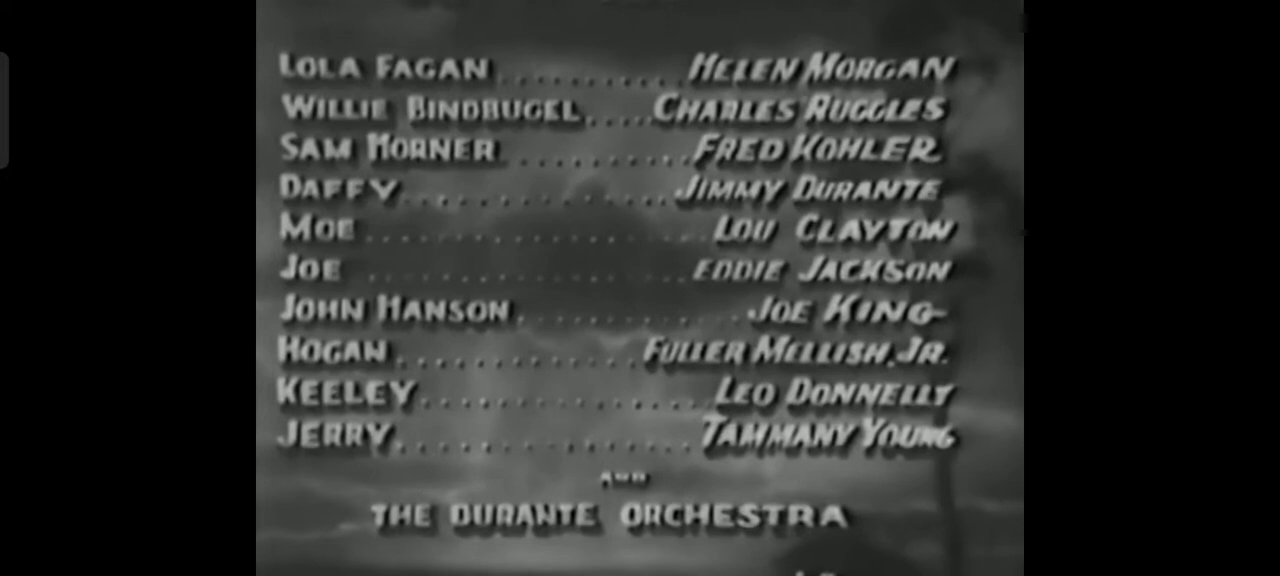 LOLA FAGAN.........HELEN MORGAN
WILLIE BINDBUGEL.....CHARLES RUGGLES
SAM HORNER..........FRED KOHLER
DAFFY..............JIMMY DURANTE
MOE..................LOU CLAYTON
JOE.................EDDIE JACKSON
JOHN HANSON...........JOE KING
HOGAN.............FULLER MELLISH, JR.
KEELEY...............LEO DONNELLY
JERRY...............TAMMANY YOUNG
AND
THE DURANTE ORCHESTRA